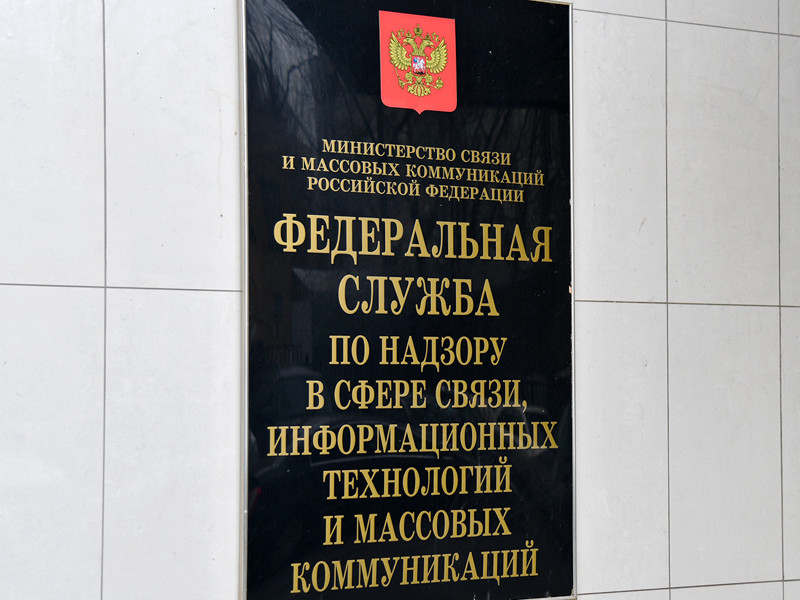 МИНИСТЕРСТВО СВЯЗИ
И МАССОВЫХ КОММУНИКАЦИЙ
РОССИЙСКОЙ ФЕДЕРАЦИИ
ФЕДЕРАЛЬНАЯ
СЛУЖБА
ПО НАДЗОРУ
В СФЕРЕ СВЯЗИ,
ИНФОРМАЦИОННЫХ
ТЕХНОЛОГИЙ
И МАССОВЫХ
КОММУНИКАЦИЙ